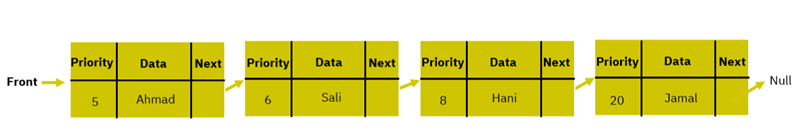 Priority Data Next Priority Data Next Priority Data Next Priority Data Next
Front Null
5 Ahmad 6 Sali 8 Hani 20 Jamal